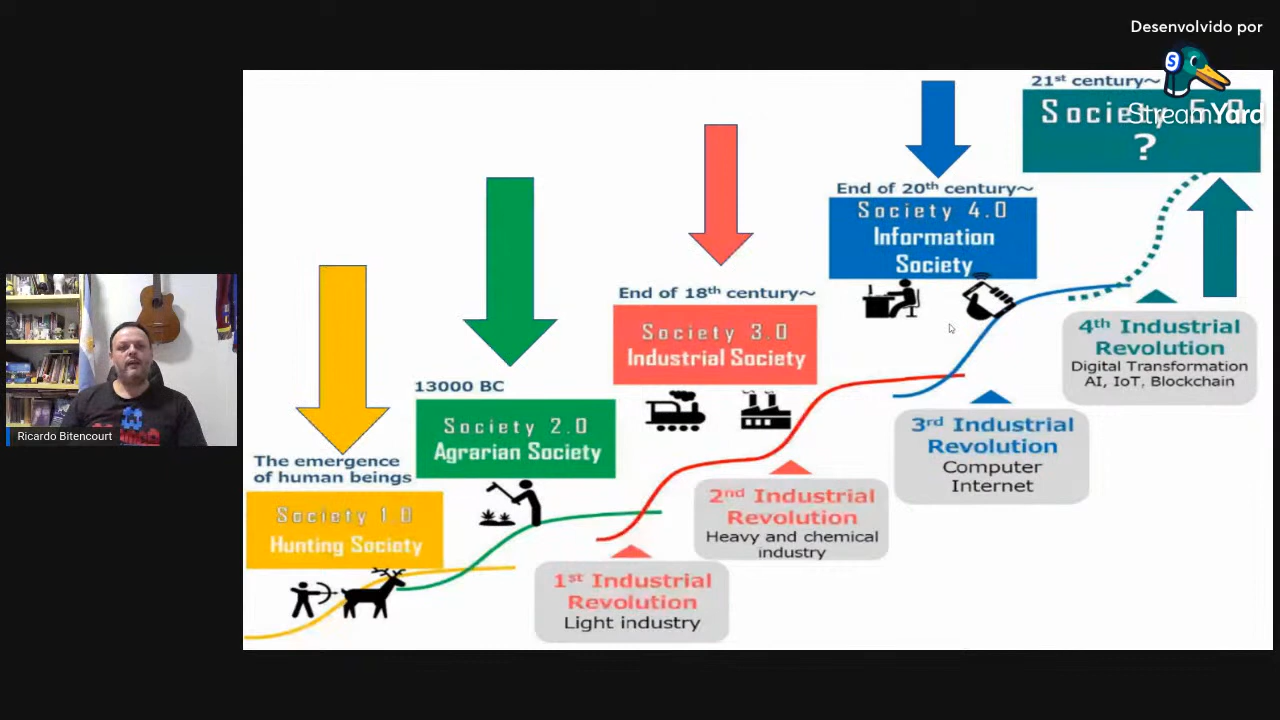 Desenvolvido por
StreamYard
21st century~
Society 5.0
?
End of 20th century~
Society 4.0
Information
Society
End of 18th century~
Society 3.0
Industrial Society
4th Industrial
Revolution
Digital Transformation
AI, IoT, Blockchain
13000 BC
Society 2.0
Agrarian Society
3rd Industrial
Revolution
Computer
Internet
Ricardo Bitencourt
The emergence
of human beings
Society 1.0
Hunting Society
2nd Industrial
Revolution
Heavy and chemical
industry
1st Industrial
Revolution
Light industry